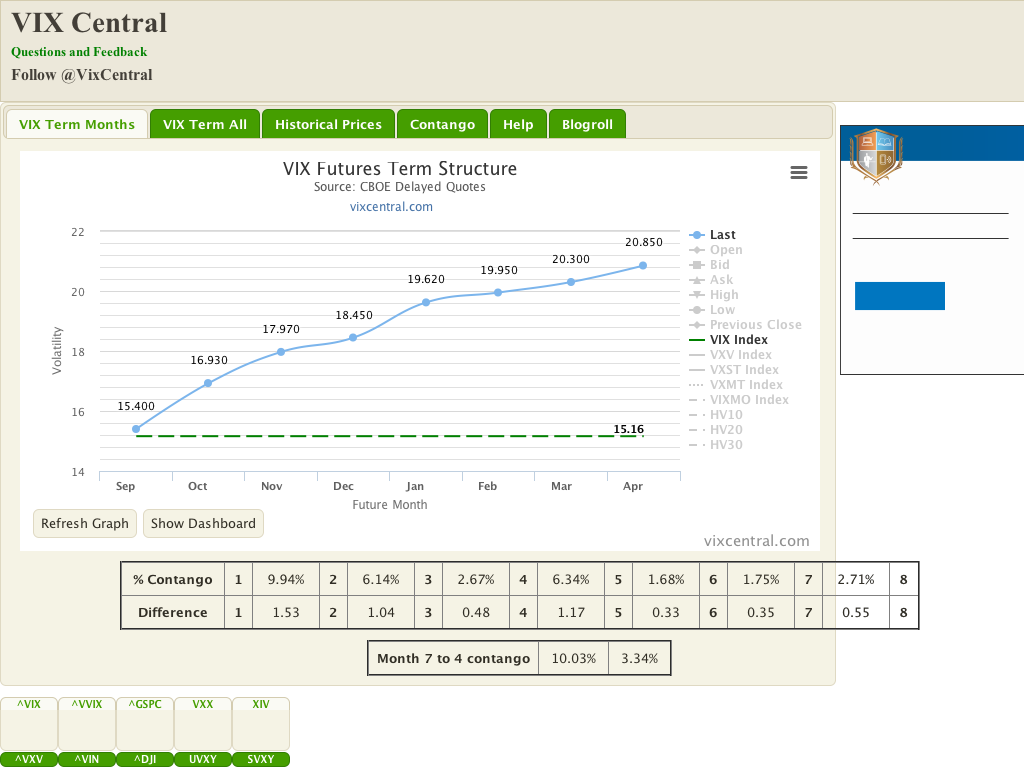 VIX Central
Questions and Feedback
Follow @VixCentral
VIX Term Months VIX Term All Historical Prices Contango Help Blogroll
VIX Futures Term Structure
Source: CBOE Delayed Quotes
vixcentral.com
Volatility
22
20
18
16
14
15.400
16.930
17.970
18.450
19.620
19.950
20.300
20.850
15.16
Sep Oct Nov Dec Jan Feb Mar Apr
Future Month
Last
Open
Bid
Ask
High
Low
Previous Close
VIX Index
VXV Index
VXST Index
VXMT Index
VIXMO Index
HV10
HV20
HV30
Refresh Graph Show Dashboard
vixcentral.com
% Contango 1 9.94% 2 6.14% 3 2.67% 4 6.34% 5 1.68% 6 1.75% 7 2.71% 8
Difference 1 1.53 2 1.04 3 0.48 4 1.17 5 0.33 6 0.35 7 0.55 8
Month 7 to 4 contango 10.03% 3.34%
^VIX ^VVIX ^GSPC VXX XIV
^VXV ^VIN ^DJI UVXY SVXY